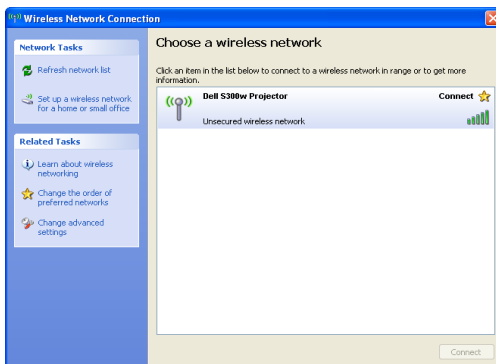 Wireless Network Connection
Network Tasks
Refresh network list
Set up a wireless network
for a home or small office
Related Tasks
Learn about wireless
networking
Change the order of
preferred networks
Change advanced
settings
Choose a wireless network
Click an item in the list below to connect to a wireless network in range or to get more
information.
Dell S300w Projector
Connect
Unsecured wireless network
Connect